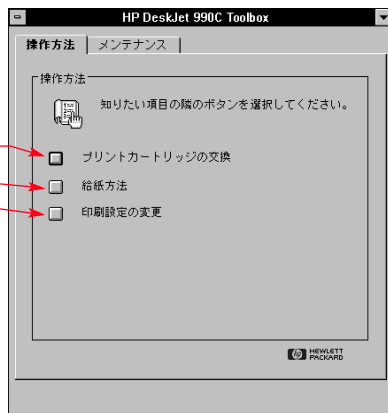 HP DeskJet 990C Toolbox
操作方法 メンテナンス
操作方法
知りたい項目の隣のボタンを選択してください。
プリントカートリッジの交換
給紙方法
印刷設定の変更
hp HEWLETT
PACKARD